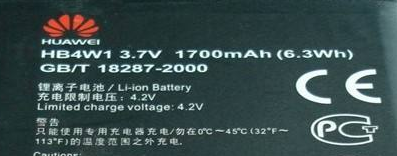 HUAWEI
HB4W1 3.7V 1700mAh (6.3Wh)
GB/T 18287-2000
锂离子电池 / Li-ion Battery
充电限制电压: 4.2V
Limited charge voltage: 4.2V
CE
警告
只能使用专用充电器充电/勿在0℃～45℃(32°F～
113°F)的温度范围之外充电.
PCT
Caution: